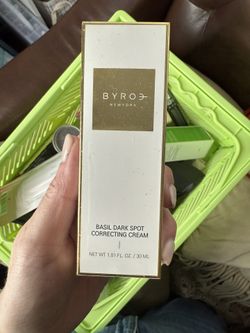 BYROE
NEW YORK
BASIL DARK SPOT
CORRECTING CREAM
NET WT 1.01 FL. OZ. / 30 ML